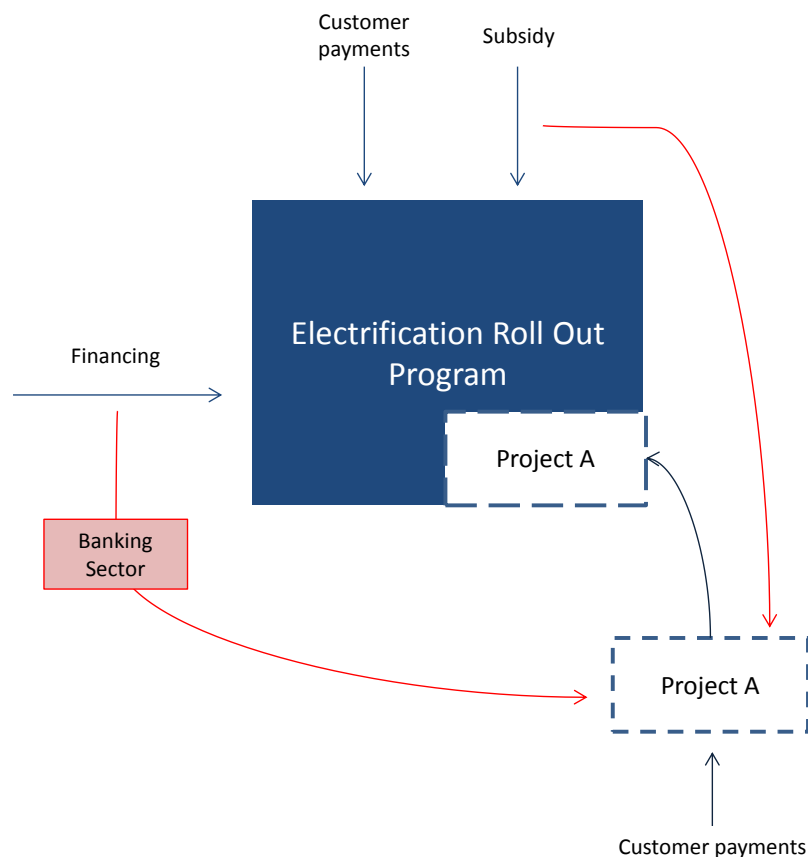 Customer
payments
Subsidy
Electrification Roll Out
Program
Financing
Project A
Banking
Sector
Project A
Customer payments